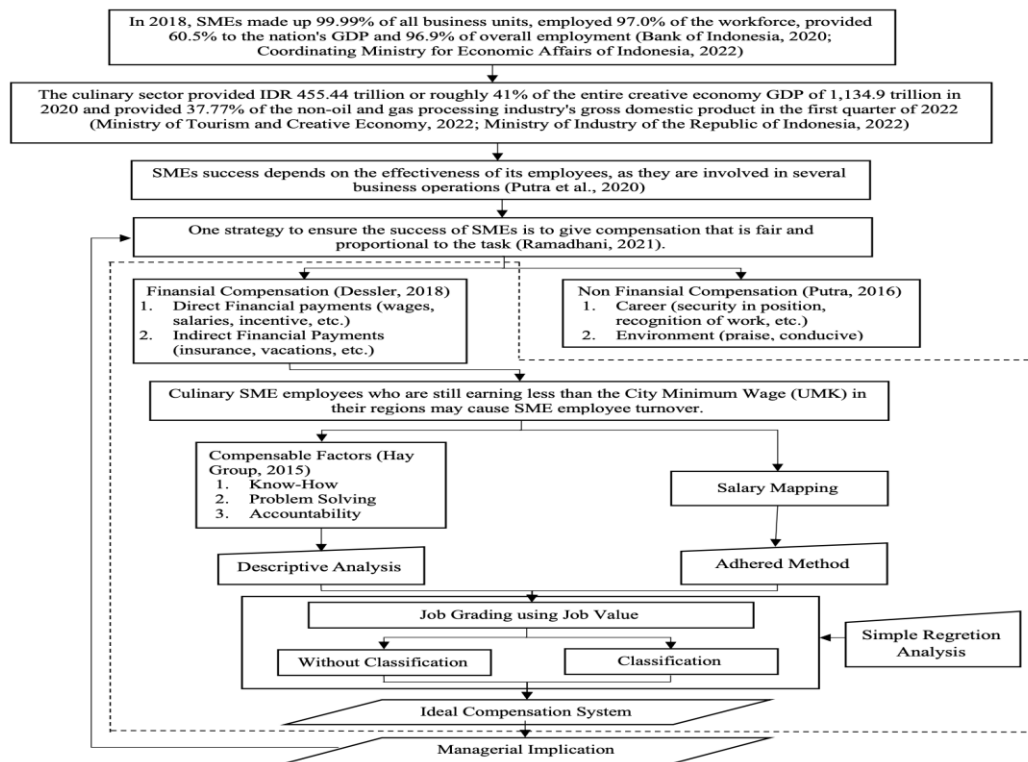 In 2018, SMEs made up 99.99% of all business units, employed 97.0% of the workforce, provided
60.5% to the nation's GDP and 96.9% of overall employment (Bank of Indonesia, 2020;
Coordinating Ministry for Economic Affairs of Indonesia, 2022)
The culinary sector provided IDR 455.44 trillion or roughly 41% of the entire creative economy GDP of 1,134.9 trillion in
2020 and provided 37.77% of the non-oil and gas processing industry's gross domestic product in the first quarter of 2022
(Ministry of Tourism and Creative Economy, 2022; Ministry of Industry of the Republic of Indonesia, 2022)
SMEs success depends on the effectiveness of its employees, as they are involved in several
business operations (Putra et al., 2020)
One strategy to ensure the success of SMEs is to give compensation that is fair and
proportional to the task (Ramadhani, 2021).
Financial Compensation (Dessler, 2018)
1. Direct Financial payments (wages,
salaries, incentive, etc.)
2. Indirect Financial Payments
(insurance, vacations, etc.)
Non Finansial Compensation (Putra, 2016)
1. Career (security in position,
recognition of work, etc.)
2. Environment (praise, conducive)
Culinary SME employees who are still earning less than the City Minimum Wage (UMK) in
their regions may cause SME employee turnover.
Compensable Factors (Hay
Group, 2015)
1. Know-How
2. Problem Solving
3. Accountability
Salary Mapping
Descriptive Analysis
Adhered Method
Job Grading using Job Value
Without Classification
Classification
Simple Regretion
Analysis
Ideal Compensation System
Managerial Implication